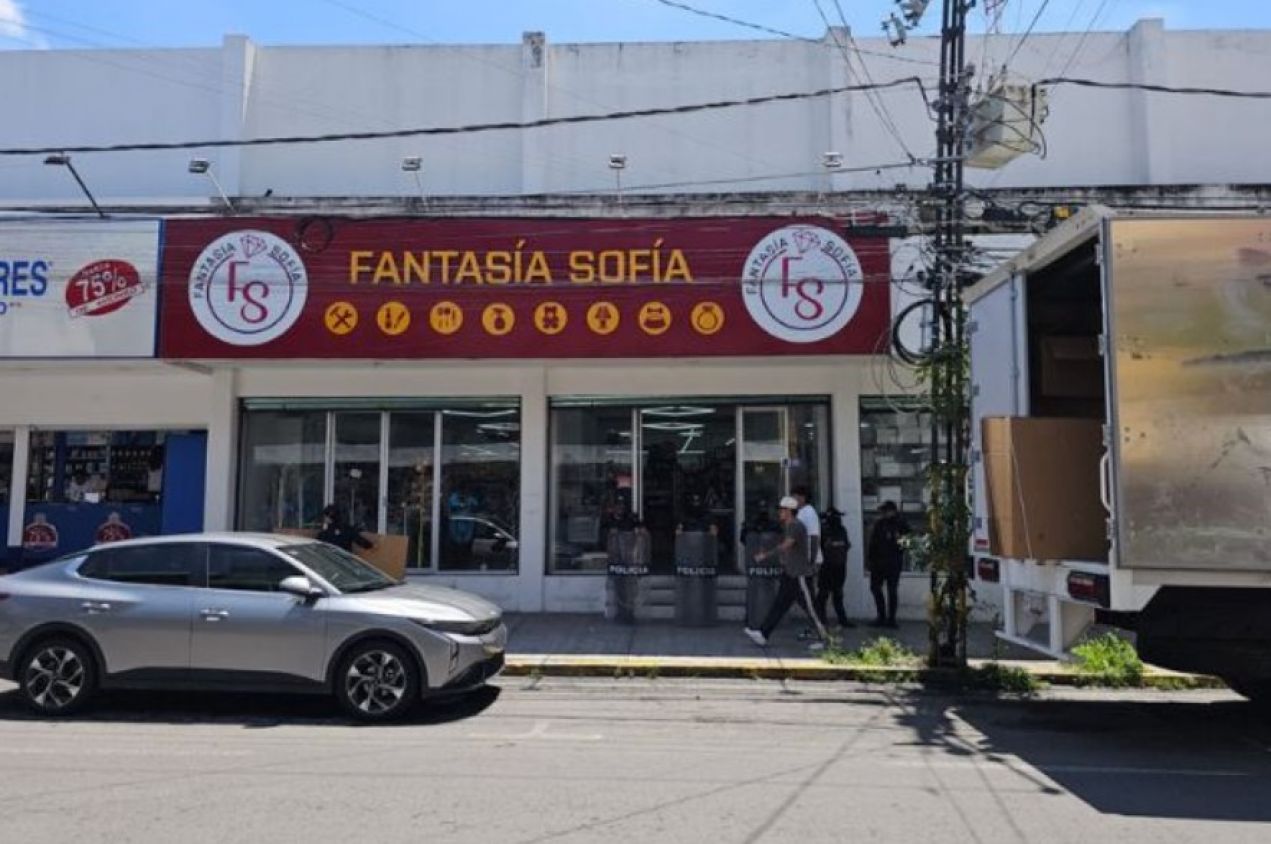 RES
75%
FANTASÍA SOFÍA
FS
FANTASÍA SOFÍA
FANTASÍA SOFÍA
FS
POLICIA
POLICIA
POLICIA